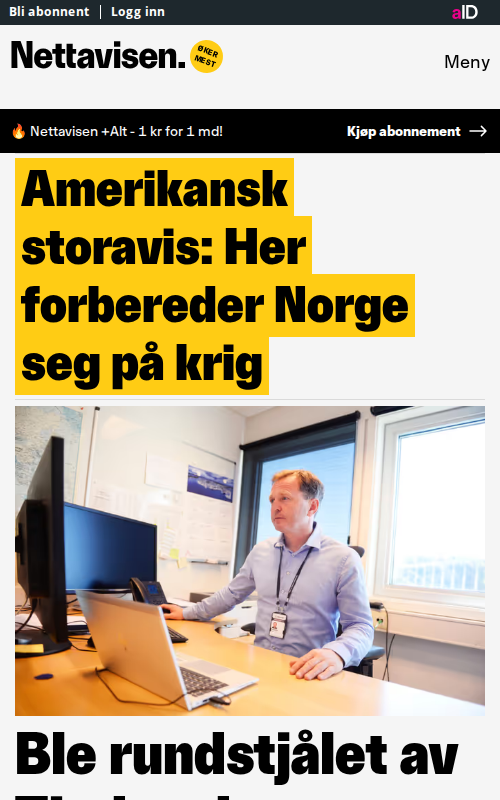 Bli abonnent | Logg inn
aID
Nettavisen.
ØKER
MEST
Meny
Nettavisen +Alt - 1 kr for 1 md!
Kjøp abonnement
Amerikansk
storavis: Her
forbereder Norge
seg på krig
Ble rundstjålet av